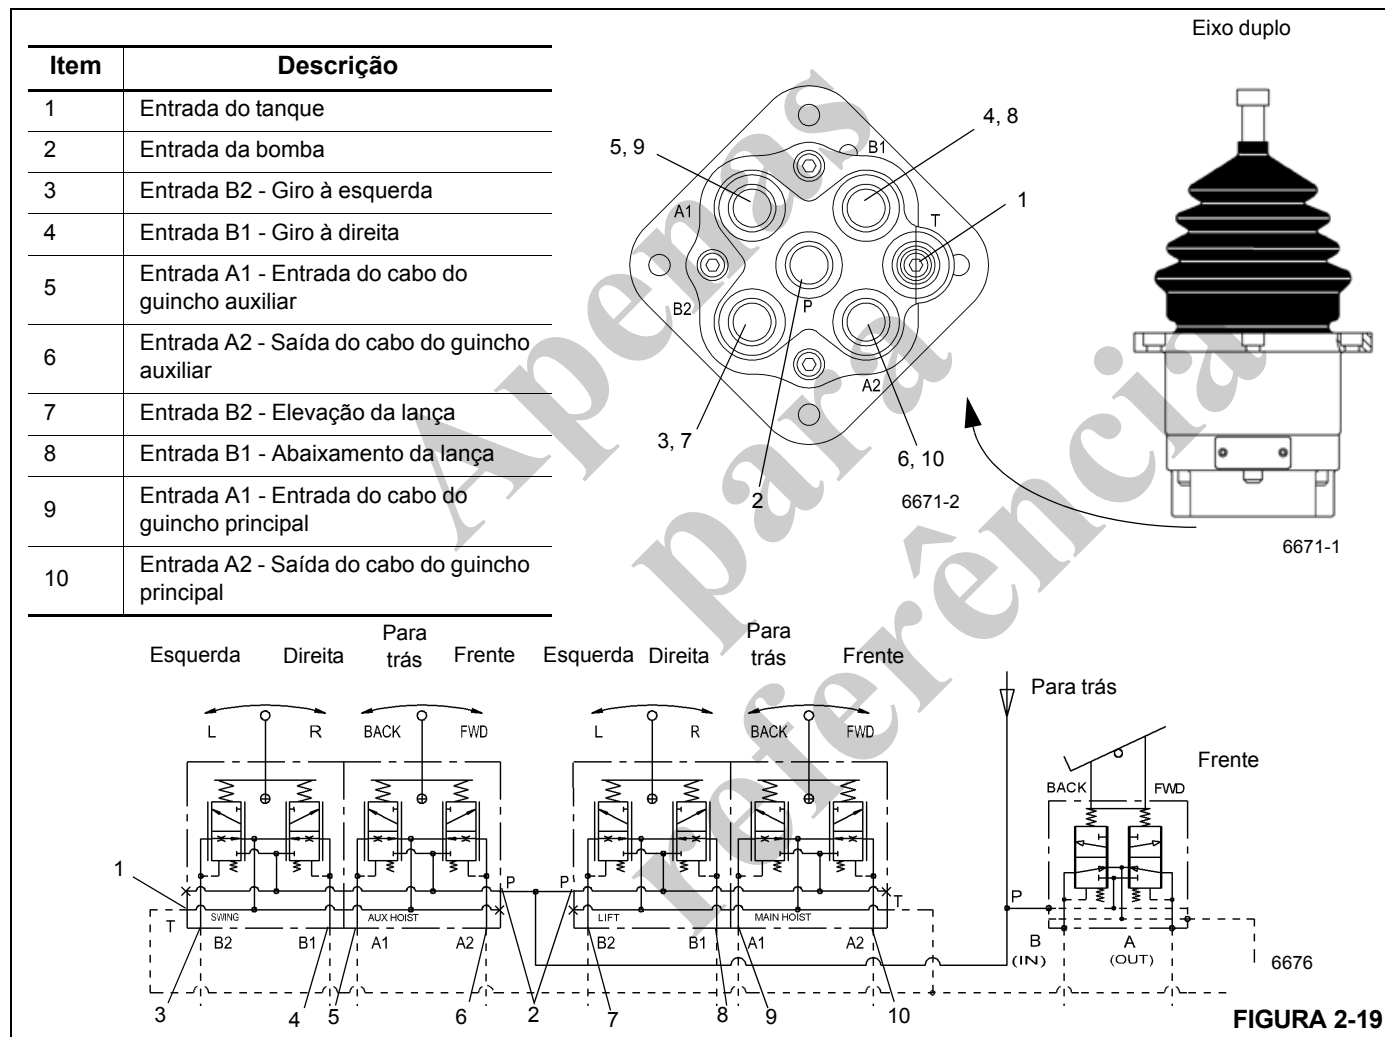 Eixo duplo
Item Descrição
1 Entrada do tanque
2 Entrada da bomba
3 Entrada B2 - Giro à esquerda
4 Entrada B1 - Giro à direita
5 Entrada A1 - Entrada do cabo do
guincho auxiliar
6 Entrada A2 - Saída do cabo do guincho
auxiliar
7 Entrada B2 - Elevação da lança
8 Entrada B1 - Abaixamento da lança
9 Entrada A1 - Entrada do cabo do
guincho principal
10 Entrada A2 - Saída do cabo do guincho
principal
4, 8
5, 9
B1
1
A1
T
B2
P
A2
3, 7
6, 10
2
6671-2
6671-1
Apenas
para
referência
Esquerda Direita Para
trás Frente Esquerda Direita Para
trás Frente
Para trás
Frente
L R BACK FWD L R BACK FWD
BACK FWD
1
P P P
T SWING AUX HOIST LIFT MAIN HOIST T
B2 B1 A1 A2 B2 B1 A1 A2
B A
(IN) (OUT)
6676
3 4 5 6 2 7 8 9 10
FIGURA 2-19